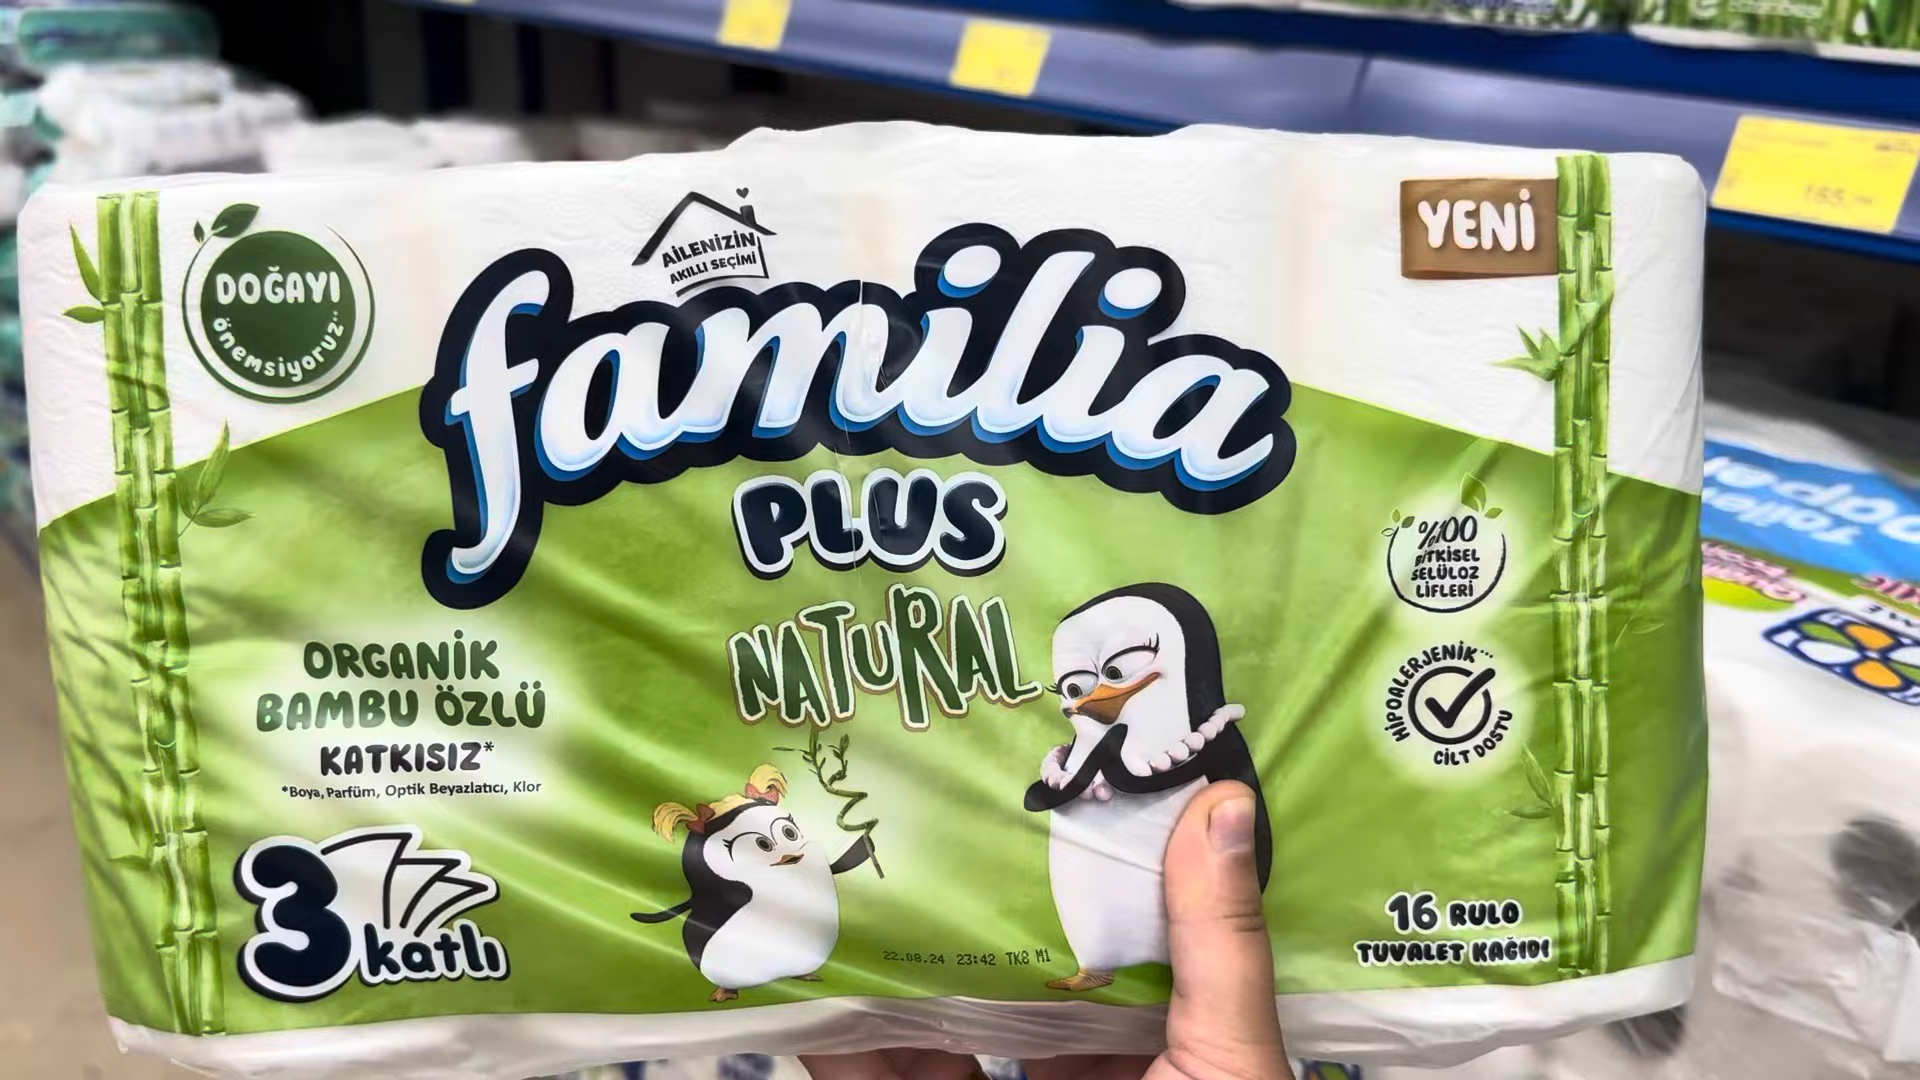 AİLENİZİN
AKILLI SEÇİMİ
YENİ
DOĞAYI
önemsiyoruz..
familia
PLUS
NATURAL
%100
BİTKİSEL
SELÜLOZ
LİFLERİ
ORGANİK
BAMBU ÖZLÜ
KATKISIZ*
*Boya, Parfüm, Optik Beyazlatıcı, Klor
HİPOALERJENİK...
CİLT DOSTU
3 katlı
16 RULO
TUVALET KAĞIDI
22.08.24 23:42 TK8 M1